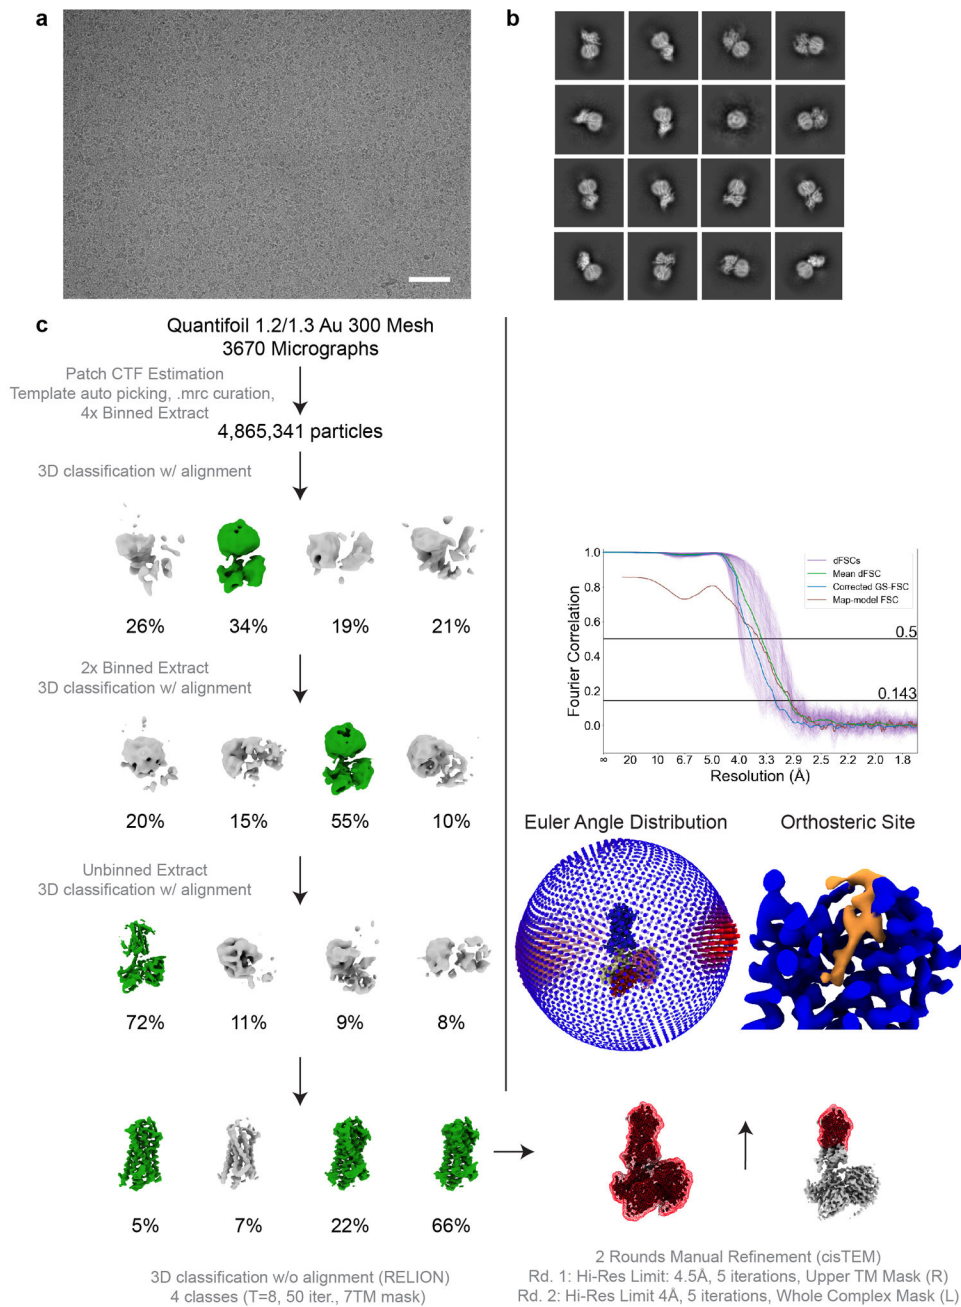 a
b
c
Quantifoil 1.2/1.3 Au 300 Mesh
3670 Micrographs
Patch CTF Estimation
Template auto picking, .mrc curation,
4x Binned Extract
4,865,341 particles
3D classification w/ alignment
26% 34% 19% 21%
2x Binned Extract
3D classification w/ alignment
20% 15% 55% 10%
Unbinned Extract
3D classification w/ alignment
72% 11% 9% 8%
5% 7% 22% 66%
3D classification w/o alignment (RELION)
4 classes (T=8, 50 iter., 7TM mask)
dFSCs
Mean dFSC
Corrected GS-FSC
Map-model FSC
1.0
0.8
0.6
0.4
0.2
0.0
0.5
0.143
Fourier Correlation
∞ 20 10 6.7 5.0 4.0 3.3 2.9 2.5 2.2 2.0 1.8
Resolution (Å)
Euler Angle Distribution
Orthosteric Site
2 Rounds Manual Refinement (cisTEM)
Rd. 1: Hi-Res Limit: 4.5Å, 5 iterations, Upper TM Mask (R)
Rd. 2: Hi-Res Limit 4Å, 5 iterations, Whole Complex Mask (L)